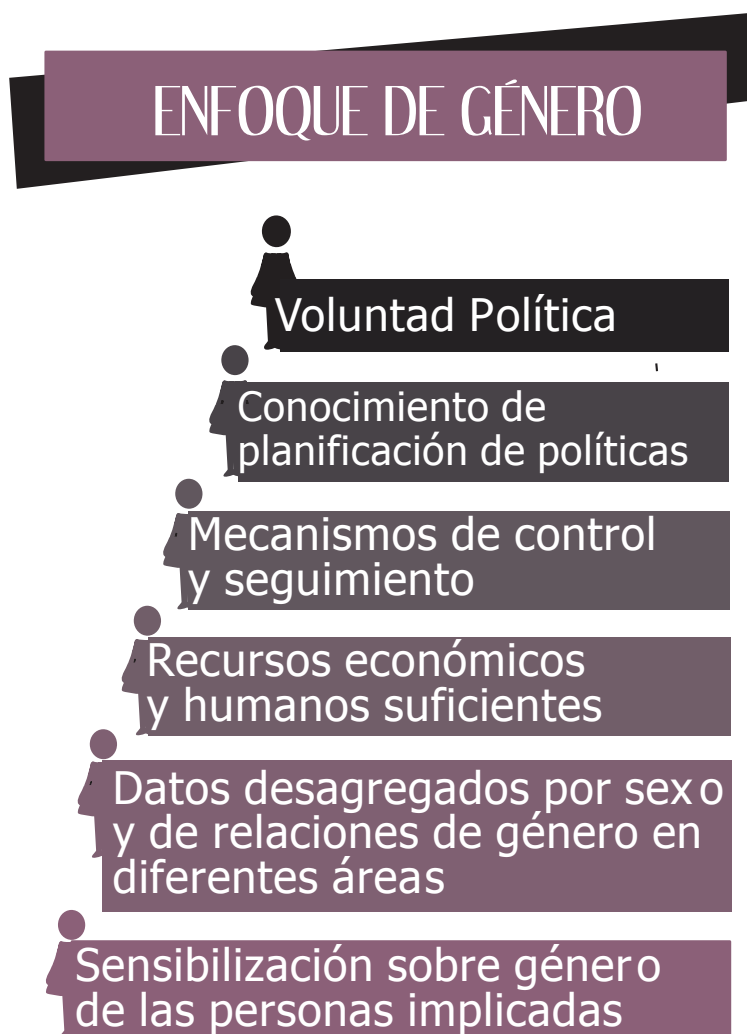 ENFOQUE DE GÉNERO
Voluntad Política
Conocimiento de
planificación de políticas
Mecanismos de control
y seguimiento
Recursos económicos
y humanos suficientes
Datos desagregados por sexo
y de relaciones de género en
diferentes áreas
Sensibilización sobre género
de las personas implicadas